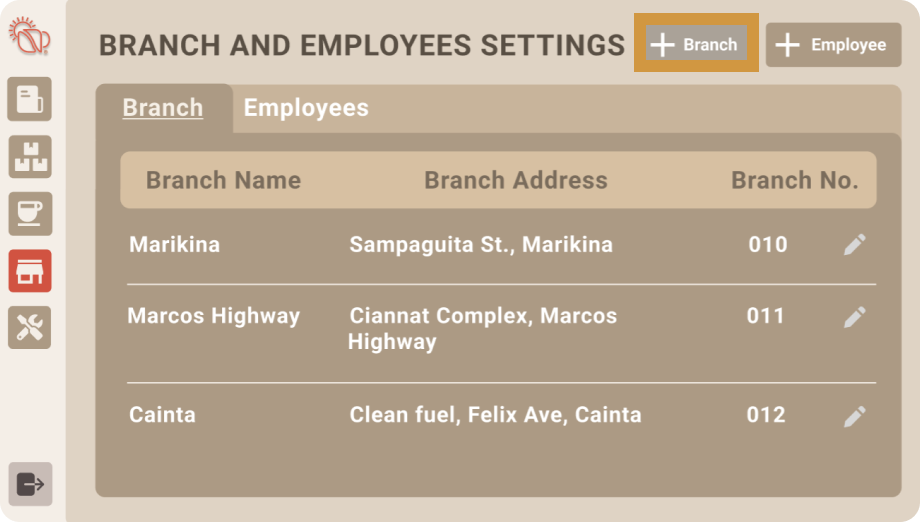 BRANCH AND EMPLOYEES SETTINGS
Branch
Employee
Branch
Employees
Branch Name Branch Address Branch No.
Marikina Sampaguita St., Marikina 010
Marcos Highway Ciannat Complex, Marcos 011
Highway
Cainta Clean fuel, Felix Ave, Cainta 012